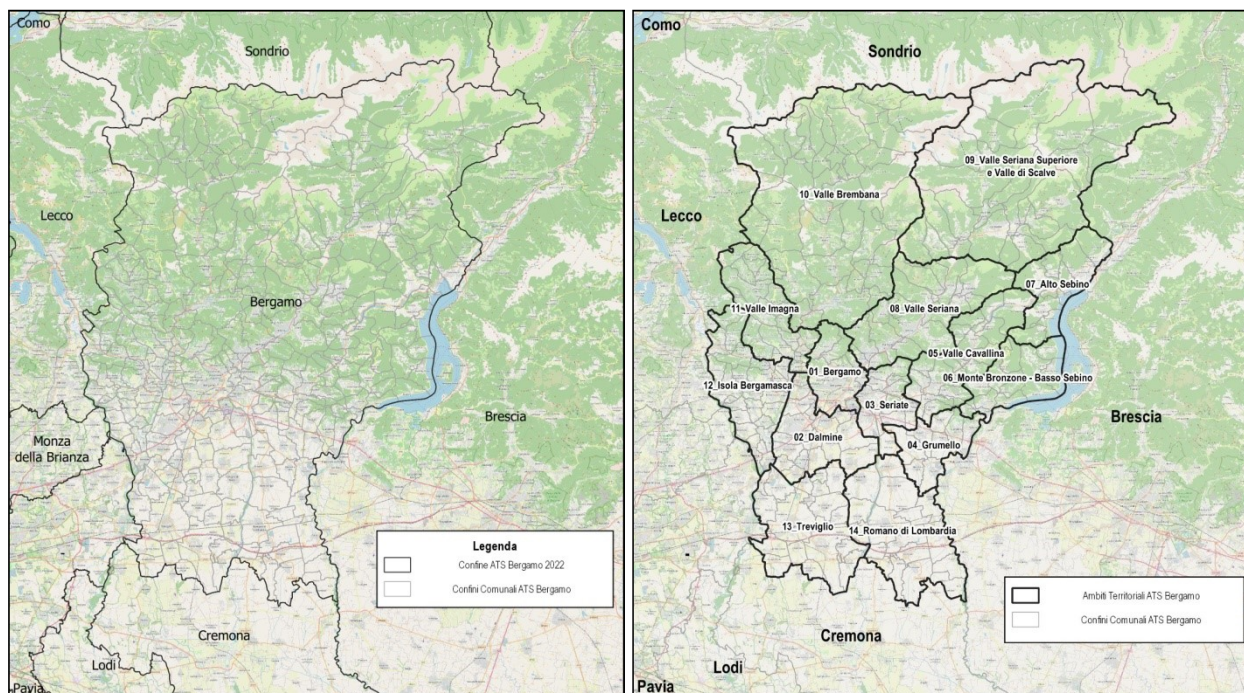 Como
Sondrio
Lecco
Bergamo
Brescia
Monza
della Brianza
Legenda
Confine ATS Bergamo 2022
Confini Comunali ATS Bergamo
Cremona
Lodi
Pavia
Como
Sondrio
09_Valle Seriana Superiore
e Valle di Scalve
10_Valle Brembana
Lecco
07_Alto Sebino
11_Valle Imagna
08_Valle Seriana
05_Valle Cavallina
01_Bergamo
06_Monte Bronzone - Basso Sebino
12_Isola Bergamasca
03_Seriate
Brescia
02_Dalmine
04_Grumello
13_Treviglio
14_Romano di Lombardia
Ambiti Territoriali ATS Bergamo
Confini Comunali ATS Bergamo
Cremona
Lodi
Pavia